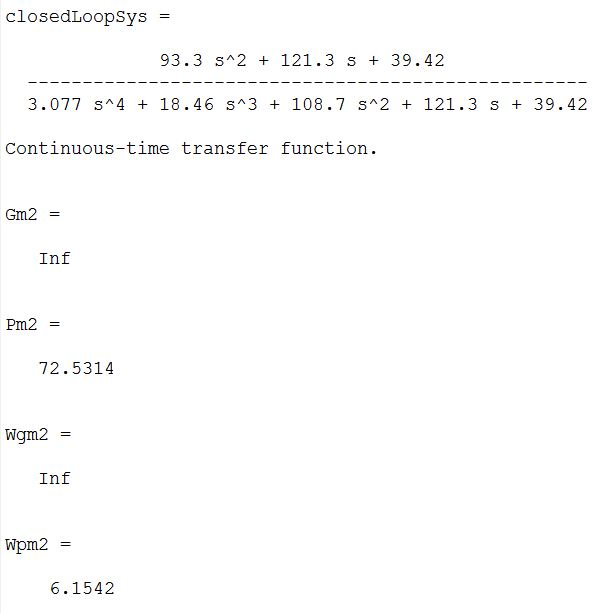 closedLoopSys =
93.3 s^2 + 121.3 s + 39.42
---------------------------------------------------
3.077 s^4 + 18.46 s^3 + 108.7 s^2 + 121.3 s + 39.42
Continuous-time transfer function.
Gm2 =
Inf
Pm2 =
72.5314
Wgm2 =
Inf
Wpm2 =
6.1542